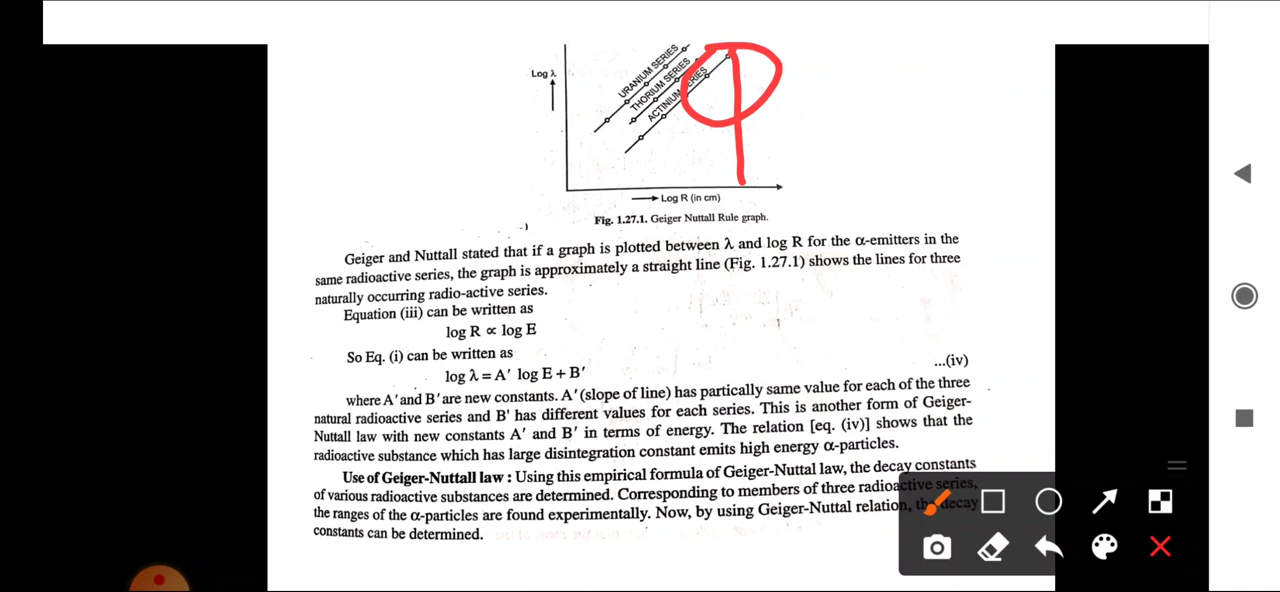 Log λ
URANIUM SERIES
THORIUM SERIES
ACTINIUM SERIES
Log R (in cm)
Fig. 1.27.1. Geiger Nuttall Rule graph.
Geiger and Nuttall stated that if a graph is plotted between λ and log R for the α-emitters in the
same radioactive series, the graph is approximately a straight line (Fig. 1.27.1) shows the lines for three
naturally occurring radio-active series.
Equation (iii) can be written as
log R ∝ log E
So Eq. (i) can be written as
log λ = A′ log E + B′ ...(iv)
where A′ and B′ are new constants. A′ (slope of line) has partically same value for each of the three
natural radioactive series and B′ has different values for each series. This is another form of Geiger-
Nuttall law with new constants A′ and B′ in terms of energy. The relation [eq. (iv)] shows that the
radioactive substance which has large disintegration constant emits high energy α-particles.
Use of Geiger-Nuttall law : Using this empirical formula of Geiger-Nuttal law, the decay constants
of various radioactive substances are determined. Corresponding to members of three radioactive series,
the ranges of the α-particles are found experimentally. Now, by using Geiger-Nuttal relation, the decay
constants can be determined.